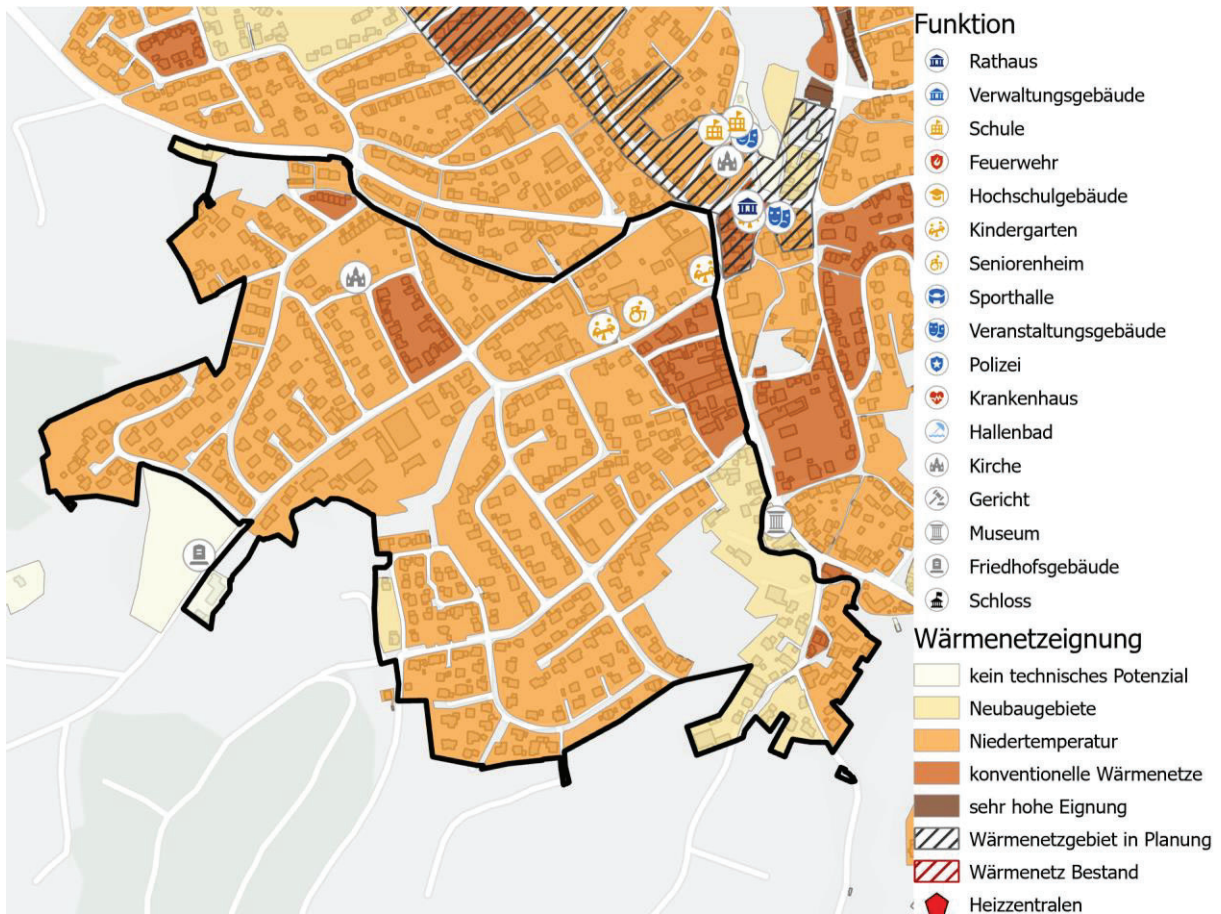 Funktion
Rathaus
Verwaltungsgebäude
Schule
Feuerwehr
Hochschulgebäude
Kindergarten
Seniorenheim
Sporthalle
Veranstaltungsgebäude
Polizei
Krankenhaus
Hallenbad
Kirche
Gericht
Museum
Friedhofsgebäude
Schloss
Wärmenetzeignung
kein technisches Potenzial
Neubaugebiete
Niedertemperatur
konventionelle Wärmenetze
sehr hohe Eignung
Wärmenetzgebiet in Planung
Wärmenetz Bestand
Heizzentralen